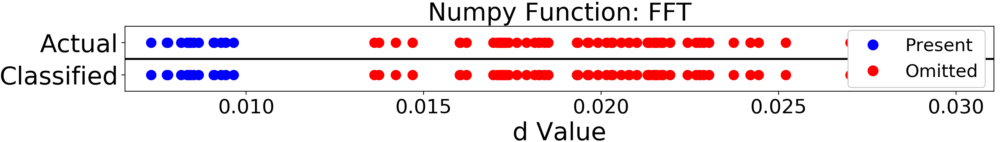 Numpy Function: FFT
Actual
Classified
Present
Omitted
0.010 0.015 0.020 0.025 0.030
d Value